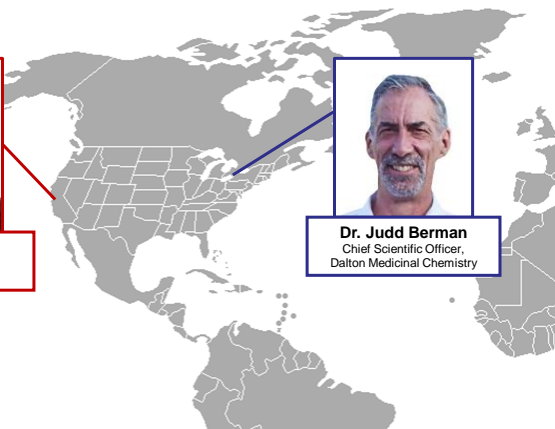 Dr. Judd Berman
Chief Scientific Officer,
Dalton Medicinal Chemistry